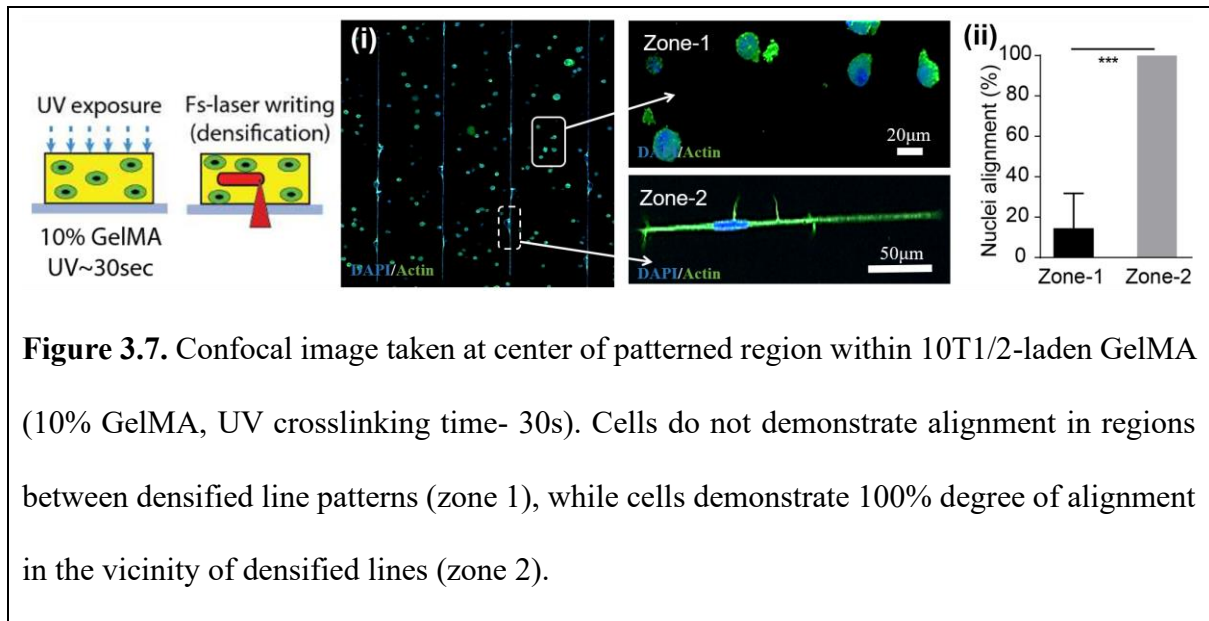 UV exposure
Fs-laser writing
(densification)
10% GelMA
UV~30sec
(i)
DAPI/Actin
Zone-1
20μm
DAPI/Actin
Zone-2
50μm
DAPI/Actin
(ii)
Nuclei alignment (%)
100
80
60
40
20
0
***
Zone-1 Zone-2
Figure 3.7. Confocal image taken at center of patterned region within 10T1/2-laden GelMA
(10% GelMA, UV crosslinking time- 30s). Cells do not demonstrate alignment in regions
between densified line patterns (zone 1), while cells demonstrate 100% degree of alignment
in the vicinity of densified lines (zone 2).